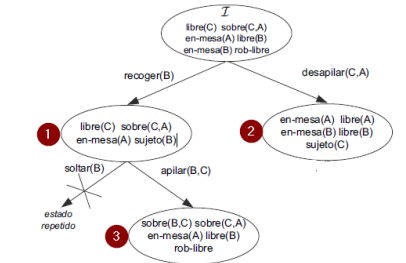 I
libre(C) sobre(C,A)
en-mesa(A) libre(B)
en-mesa(B) rob-libre
recoger(B)
desapilar(C,A)
1
libre(C) sobre(C,A)
en-mesa(A) sujeto(B)
2
en-mesa(A) libre(A)
en-mesa(B) libre(B)
sujeto(C)
soltar(B)
apilar(B,C)
estado
repetido
3
sobre(B,C) sobre(C,A)
en-mesa(A) libre(B)
rob-libre